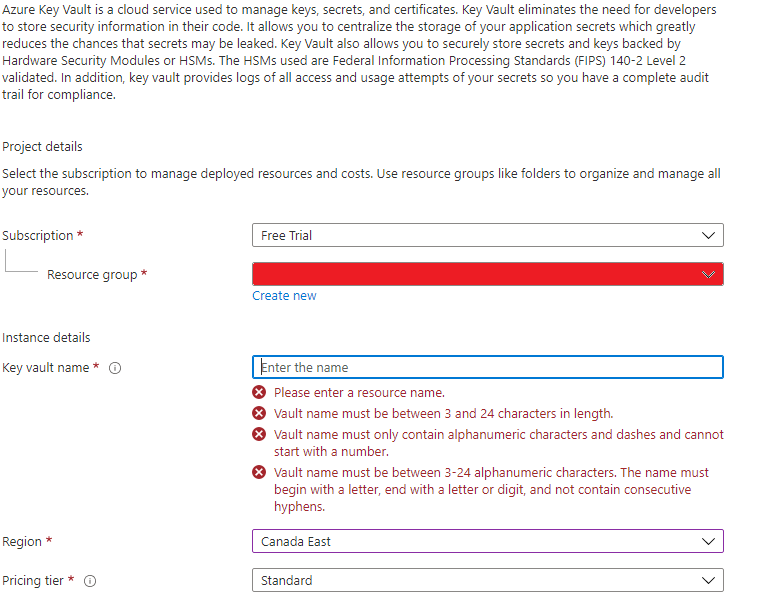 Azure Key Vault is a cloud service used to manage keys, secrets, and certificates. Key Vault eliminates the need for developers
to store security information in their code. It allows you to centralize the storage of your application secrets which greatly
reduces the chances that secrets may be leaked. Key Vault also allows you to securely store secrets and keys backed by
Hardware Security Modules or HSMs. The HSMs used are Federal Information Processing Standards (FIPS) 140-2 Level 2
validated. In addition, key vault provides logs of all access and usage attempts of your secrets so you have a complete audit
trail for compliance.
Project details
Select the subscription to manage deployed resources and costs. Use resource groups like folders to organize and manage all
your resources.
Subscription *
Free Trial
Resource group *
Create new
Instance details
Key vault name *
Enter the name
Please enter a resource name.
Vault name must be between 3 and 24 characters in length.
Vault name must only contain alphanumeric characters and dashes and cannot
start with a number.
Vault name must be between 3-24 alphanumeric characters. The name must
begin with a letter, end with a letter or digit, and not contain consecutive
hyphens.
Region *
Canada East
Pricing tier *
Standard